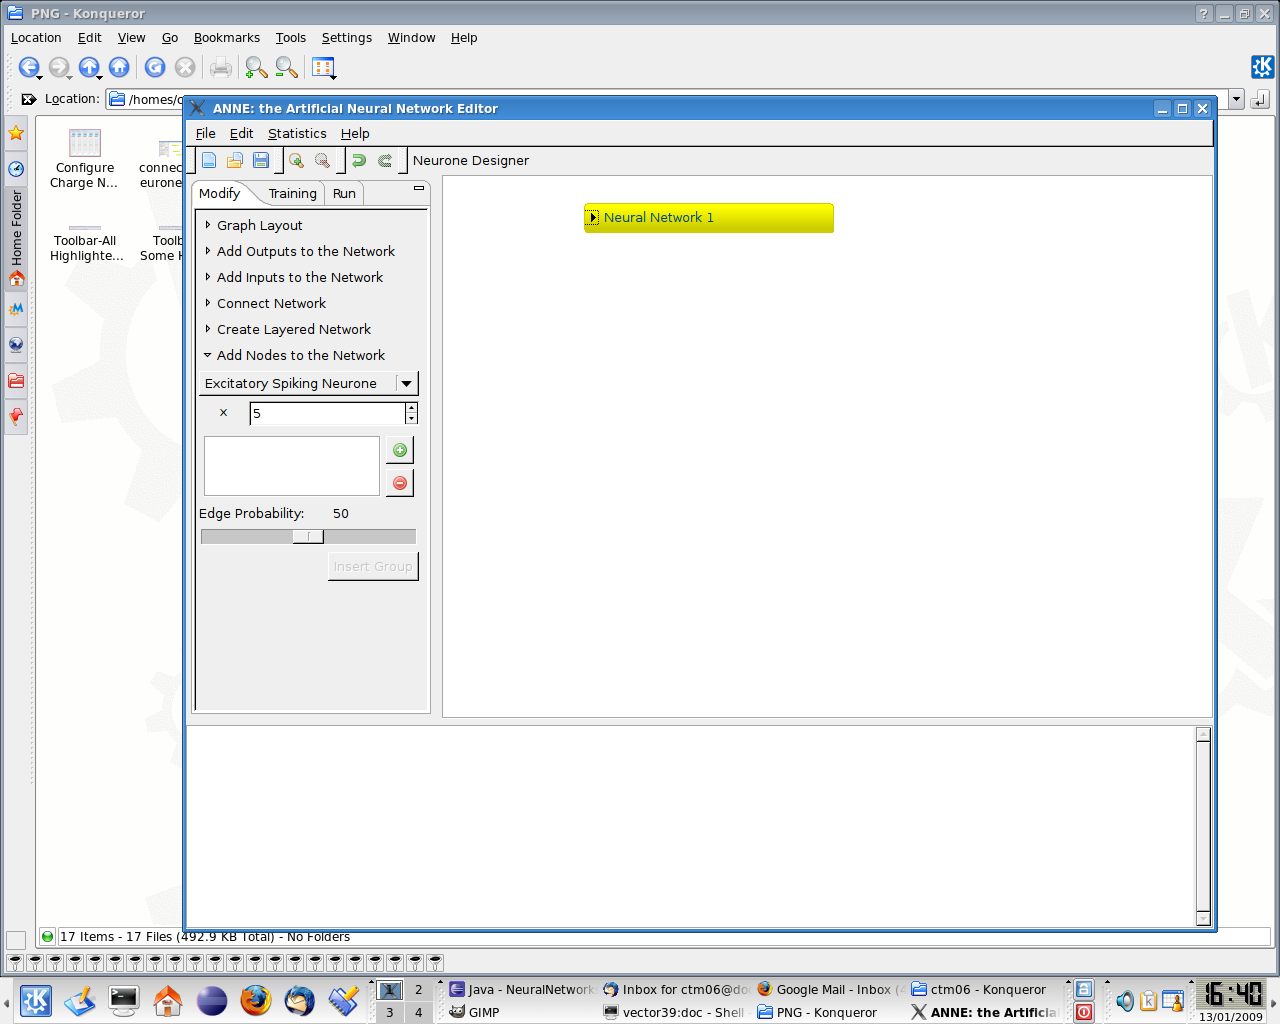 PNG - Konqueror
Location Edit View Go Bookmarks Tools Settings Window Help
Location: /homes/c
ANNE: the Artificial Neural Network Editor
File Edit Statistics Help
Neurone Designer
Configure
Charge N...
connec
eurone
Toolbar-All
Highlighte...
Toolb
Some H
Home Folder
Modify Training Run
Graph Layout
Add Outputs to the Network
Add Inputs to the Network
Connect Network
Create Layered Network
Add Nodes to the Network
Excitatory Spiking Neurone
x 5
Edge Probability: 50
Insert Group
Neural Network 1
17 Items - 17 Files (492.9 KB Total) - No Folders
1 2 Java - NeuralNetworks Inbox for ctm06@doc Google Mail - Inbox (4 ctm06 - Konqueror
3 4 GIMP vector39:doc - Shell PNG - Konqueror ANNE: the Artificia
16:40
13/01/2009